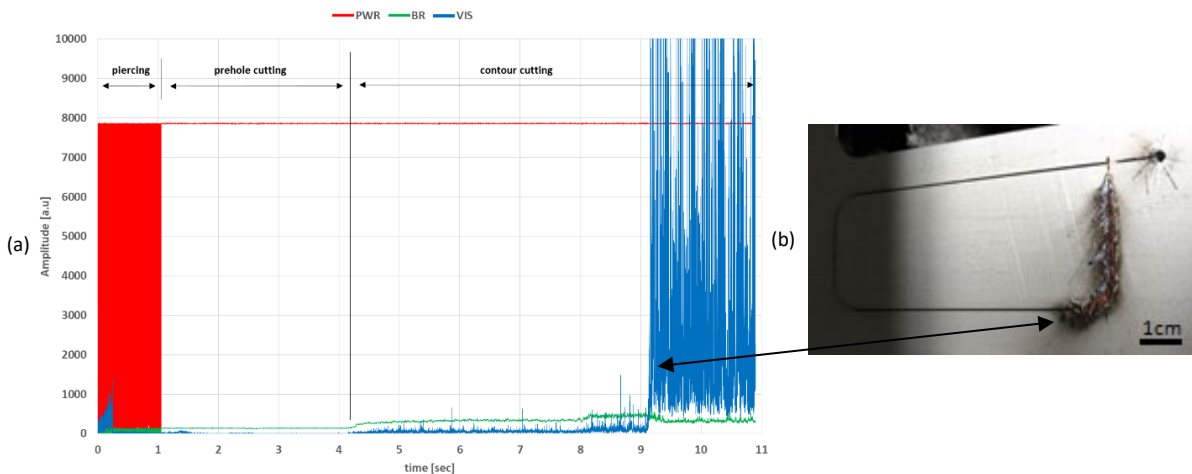 PWR BR VIS
10000
9000
8000
7000
6000
5000
4000
3000
2000
1000
0
Amplitude [a.u]
piercing
prehole cutting
contour cutting
0 1 2 3 4 5 6 7 8 9 10 11
time [sec]
(a)
(b)
1cm